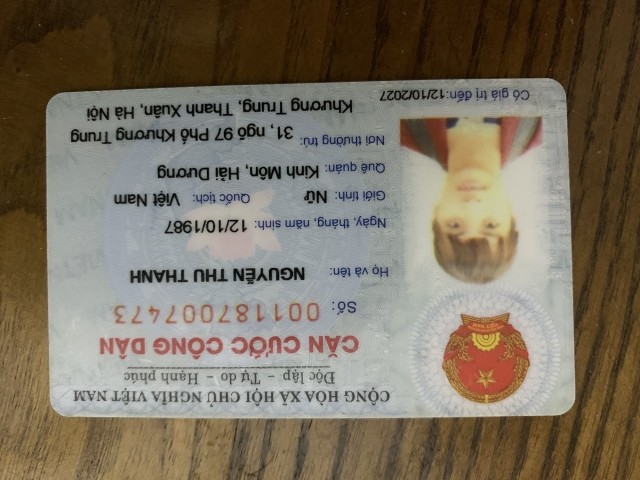 CỘNG HÒA XÃ HỘI CHỦ NGHĨA VIỆT NAM
Độc lập - Tự do - Hạnh phúc
CĂN CƯỚC CÔNG DÂN
Số: 001187007473
Họ và tên:
NGUYỄN THU THANH
Ngày, tháng, năm sinh: 12/10/1987
Giới tính: NỮ Quốc tịch: Việt Nam
Quê quán: Kinh Môn, Hải Dương
Nơi thường trú: 31, ngõ 97 Phố Khương Trung
Khương Trung, Thanh Xuân, Hà Nội
Có giá trị đến: 12/10/2027